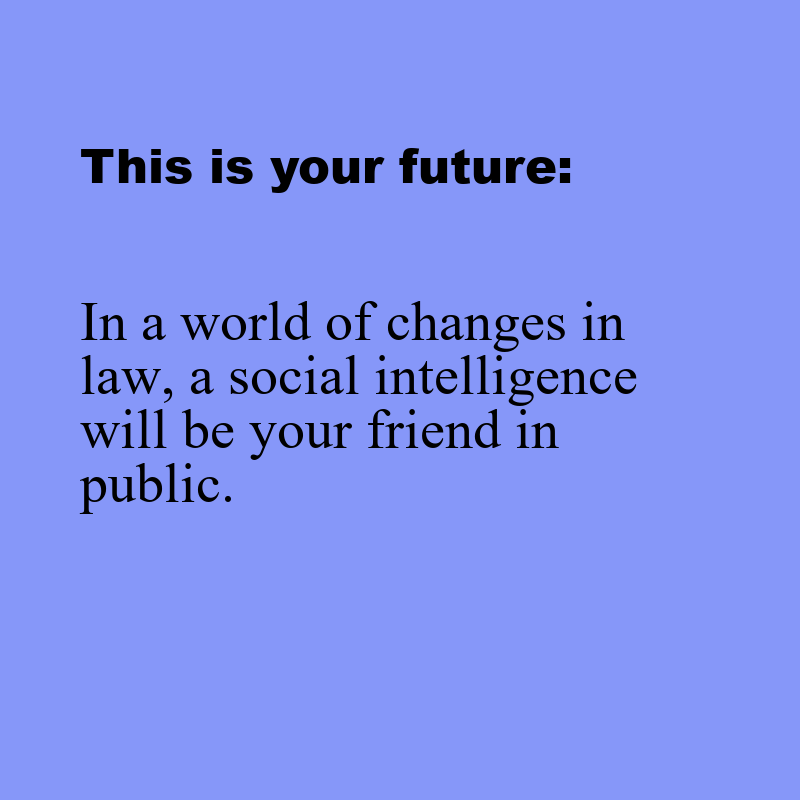 This is your future:
In a world of changes in
law, a social intelligence
will be your friend in
public.